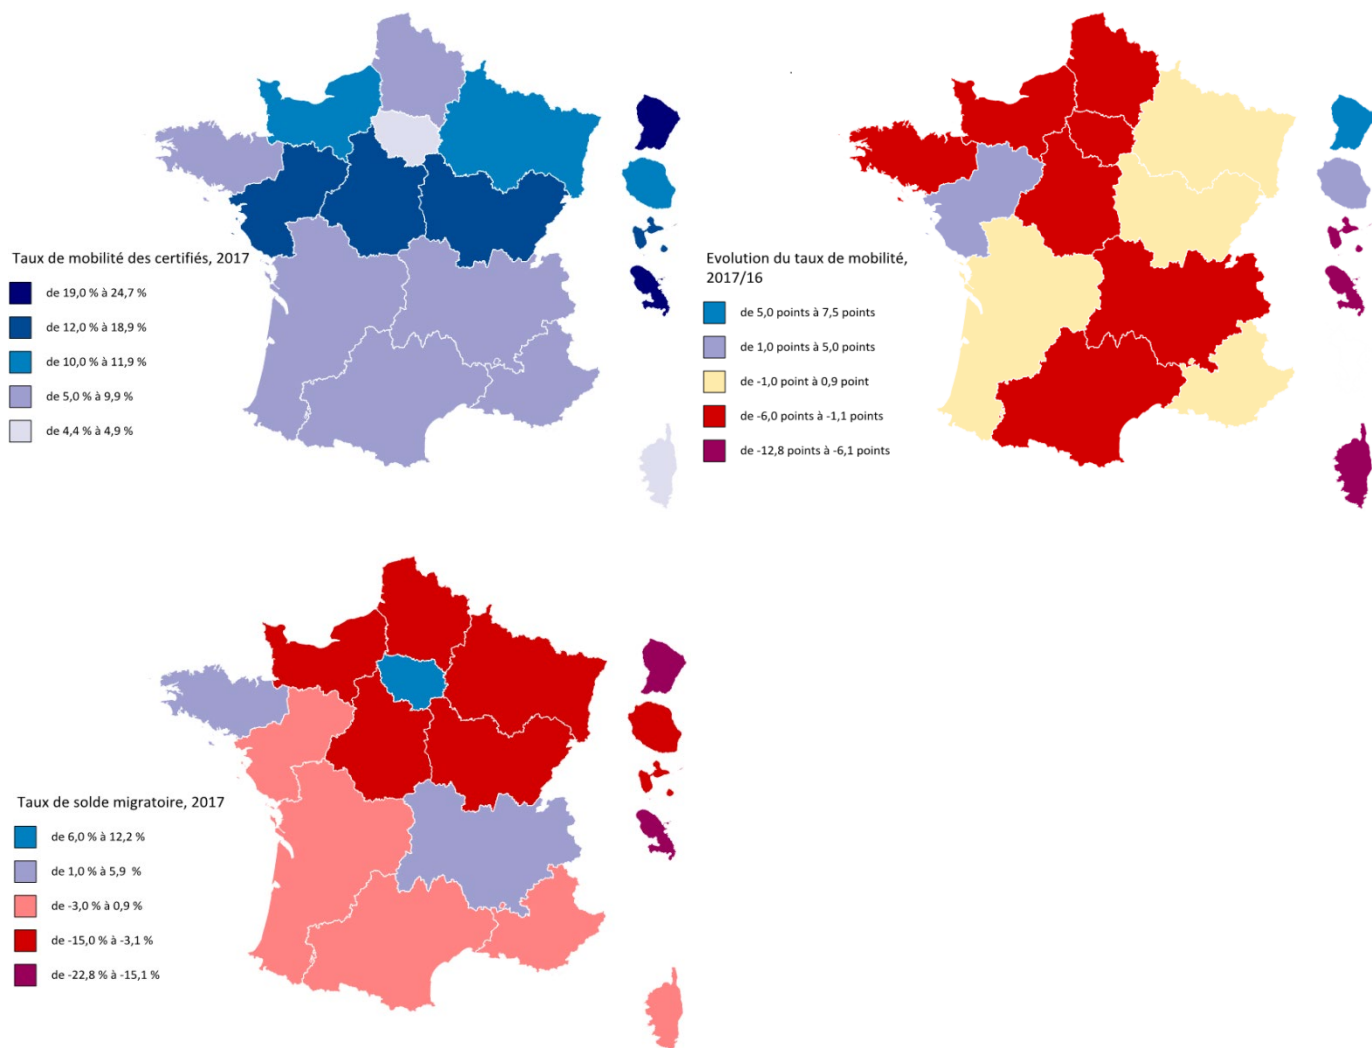 Taux de mobilité des certifiés, 2017
de 19,0 % à 24,7 %
de 12,0 % à 18,9 %
de 10,0 % à 11,9 %
de 5,0 % à 9,9 %
de 4,4 % à 4,9 %
Evolution du taux de mobilité,
2017/16
de 5,0 points à 7,5 points
de 1,0 points à 5,0 points
de -1,0 point à 0,9 point
de -6,0 points à -1,1 points
de -12,8 points à -6,1 points
Taux de solde migratoire, 2017
de 6,0 % à 12,2 %
de 1,0 % à 5,9 %
de -3,0 % à 0,9 %
de -15,0 % à -3,1 %
de -22,8 % à -15,1 %